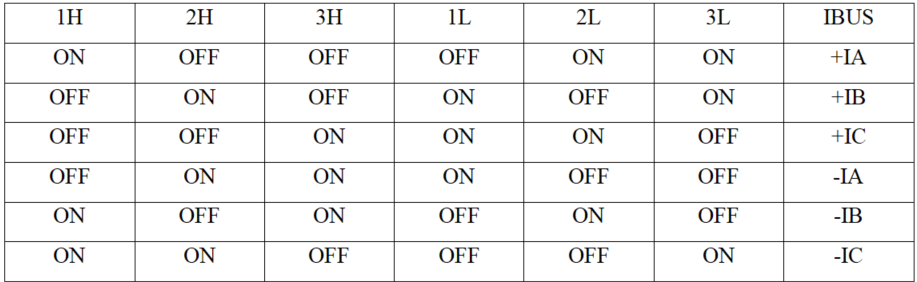 1H 2H 3H 1L 2L 3L IBUS
ON OFF OFF OFF ON ON +IA
OFF ON OFF ON OFF ON +IB
OFF OFF ON ON ON OFF +IC
OFF ON ON ON OFF OFF -IA
ON OFF ON OFF ON OFF -IB
ON ON OFF OFF OFF ON -IC